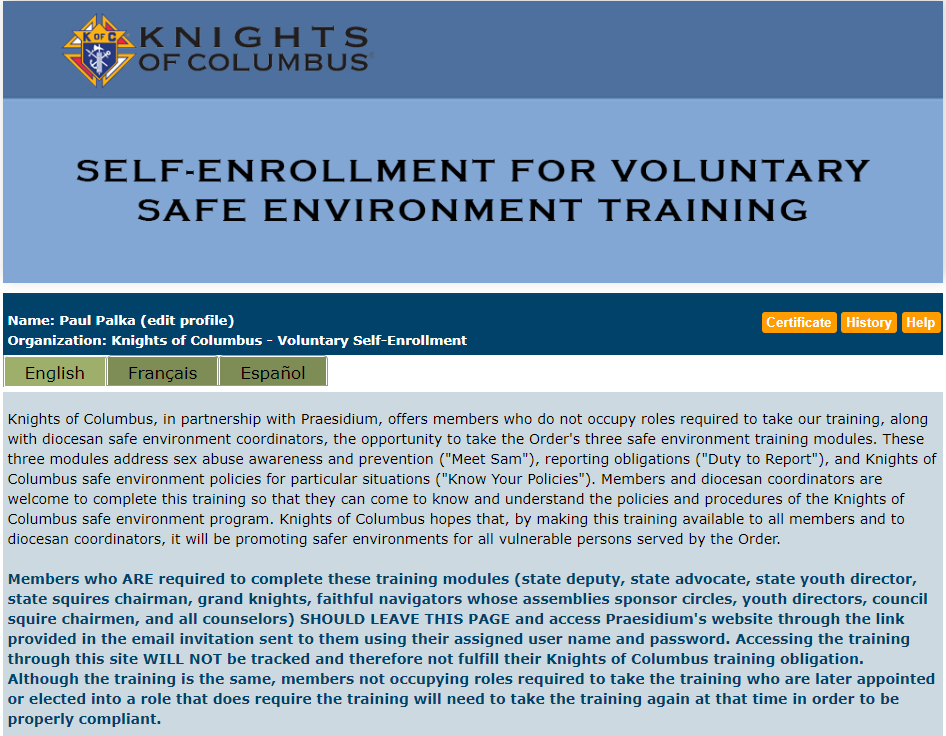 K OF C
KNIGHTS
OF COLUMBUS
SELF-ENROLLMENT FOR VOLUNTARY
SAFE ENVIRONMENT TRAINING
Name: Paul Palka (edit profile)
Certificate History Help
Organization: Knights of Columbus - Voluntary Self-Enrollment
English Français Español
Knights of Columbus, in partnership with Praesidium, offers members who do not occupy roles required to take our training, along
with diocesan safe environment coordinators, the opportunity to take the Order's three safe environment training modules. These
three modules address sex abuse awareness and prevention ("Meet Sam"), reporting obligations ("Duty to Report"), and Knights of
Columbus safe environment policies for particular situations ("Know Your Policies"). Members and diocesan coordinators are
welcome to complete this training so that they can come to know and understand the policies and procedures of the Knights of
Columbus safe environment program. Knights of Columbus hopes that, by making this training available to all members and to
diocesan coordinators, it will be promoting safer environments for all vulnerable persons served by the Order.
Members who ARE required to complete these training modules (state deputy, state advocate, state youth director,
state squires chairman, grand knights, faithful navigators whose assemblies sponsor circles, youth directors, council
squire chairmen, and all counselors) SHOULD LEAVE THIS PAGE and access Praesidium's website through the link
provided in the email invitation sent to them using their assigned user name and password. Accessing the training
through this site WILL NOT be tracked and therefore not fulfill their Knights of Columbus training obligation.
Although the training is the same, members not occupying roles required to take the training who are later appointed
or elected into a role that does require the training will need to take the training again at that time in order to be
properly compliant.